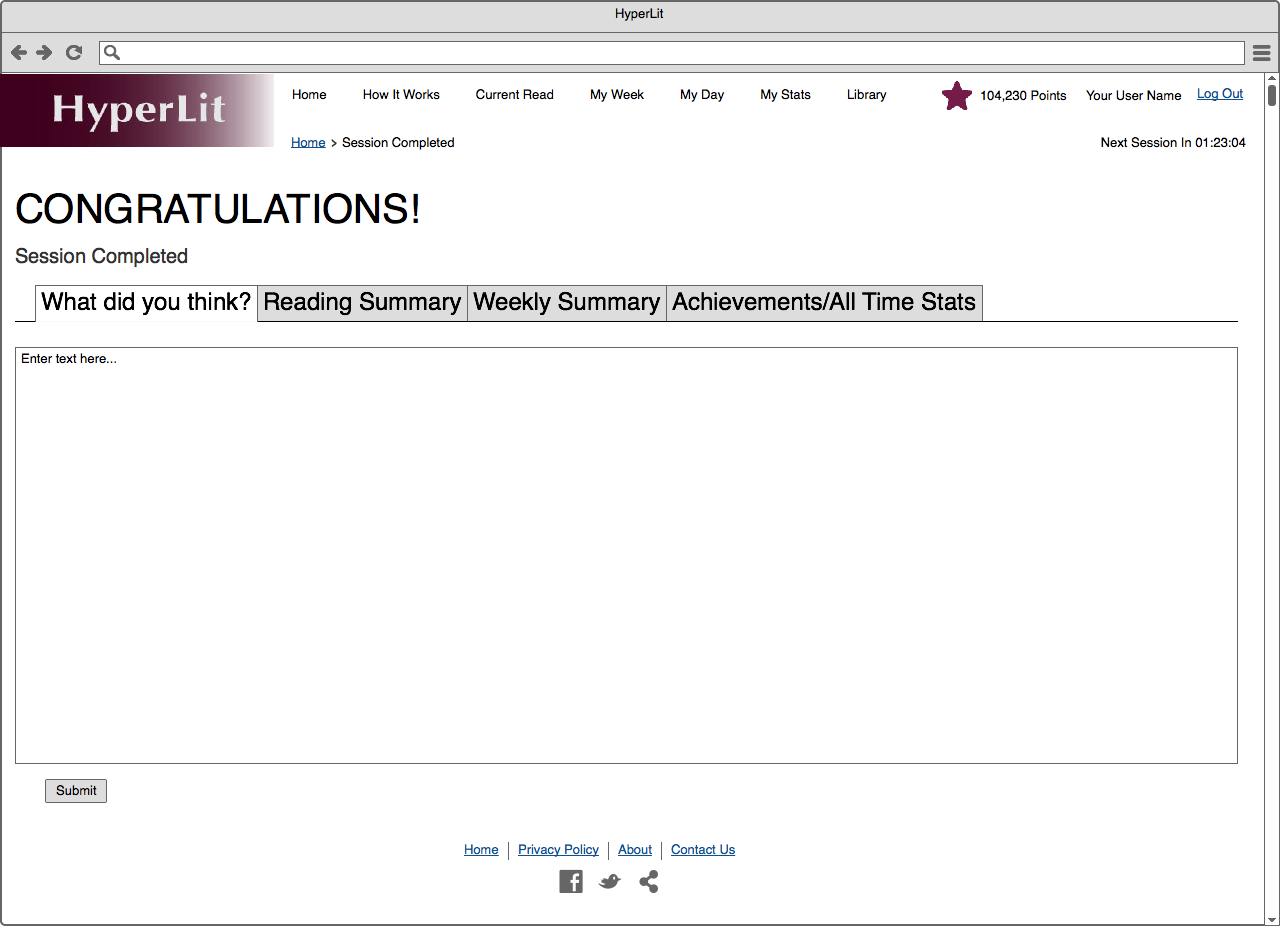 HyperLit
HyperLit
Home How It Works Current Read My Week My Day My Stats Library 104,230 Points Your User Name Log Out
Home > Session Completed Next Session In 01:23:04
CONGRATULATIONS!
Session Completed
What did you think? Reading Summary Weekly Summary Achievements/All Time Stats
Enter text here...
Submit
Home Privacy Policy About Contact Us